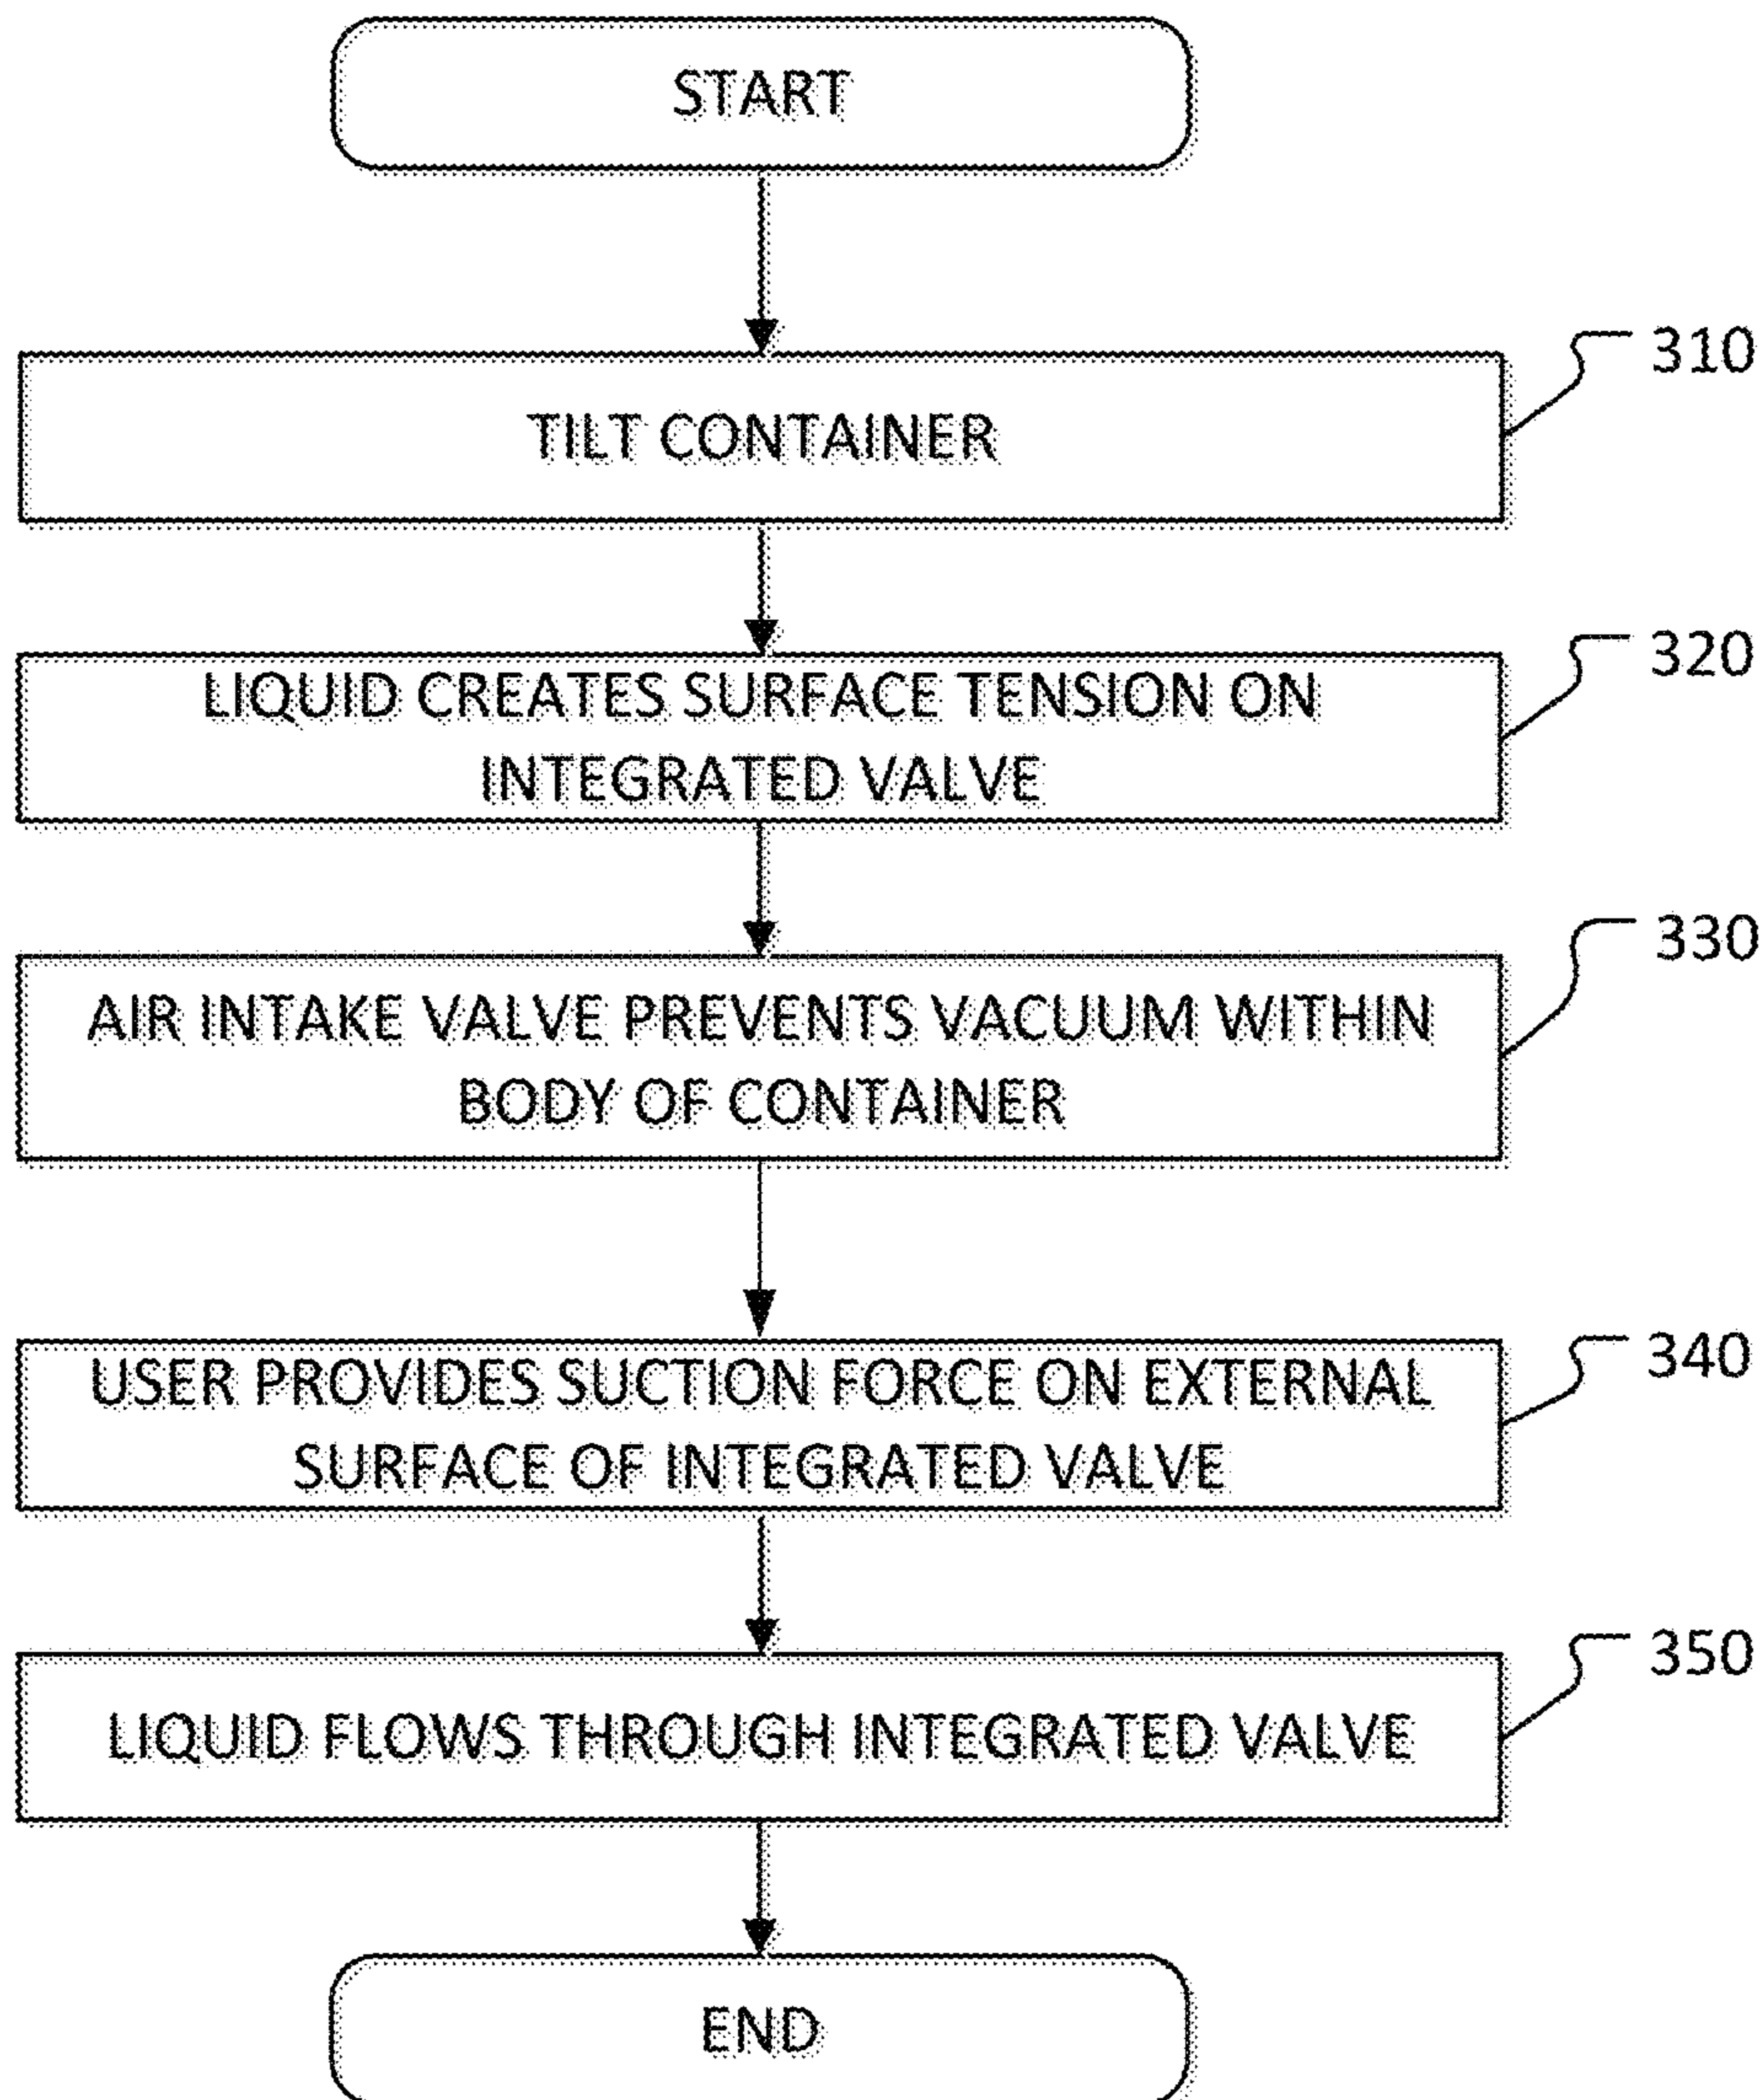 START
310
TILT CONTAINER
320
LIQUID CREATES SURFACE TENSION ON
INTEGRATED VALVE
330
AIR INTAKE VALVE PREVENTS VACUUM WITHIN
BODY OF CONTAINER
340
USER PROVIDES SUCTION FORCE ON EXTERNAL
SURFACE OF INTEGRATED VALVE
350
LIQUID FLOWS THROUGH INTEGRATED VALVE
END